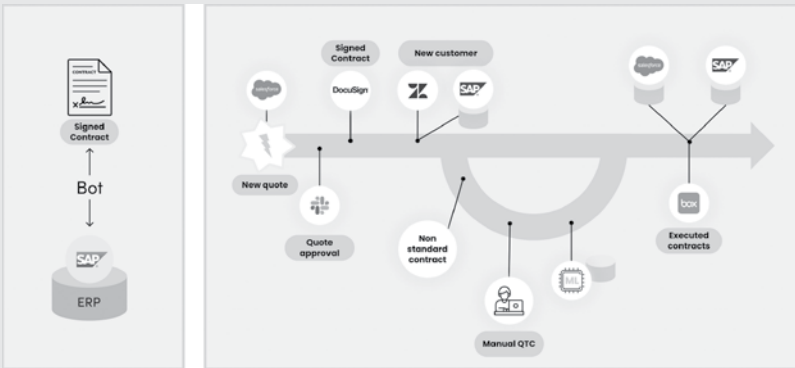 CONTRACT
Signed
Contract
Bot
SAP
ERP
Signed
Contract
New customer
salesforce
DocuSign
SAP
salesforce
SAP
New quote
Quote
approval
Non
standard
contract
ML
Manual QTC
box
Executed
contracts